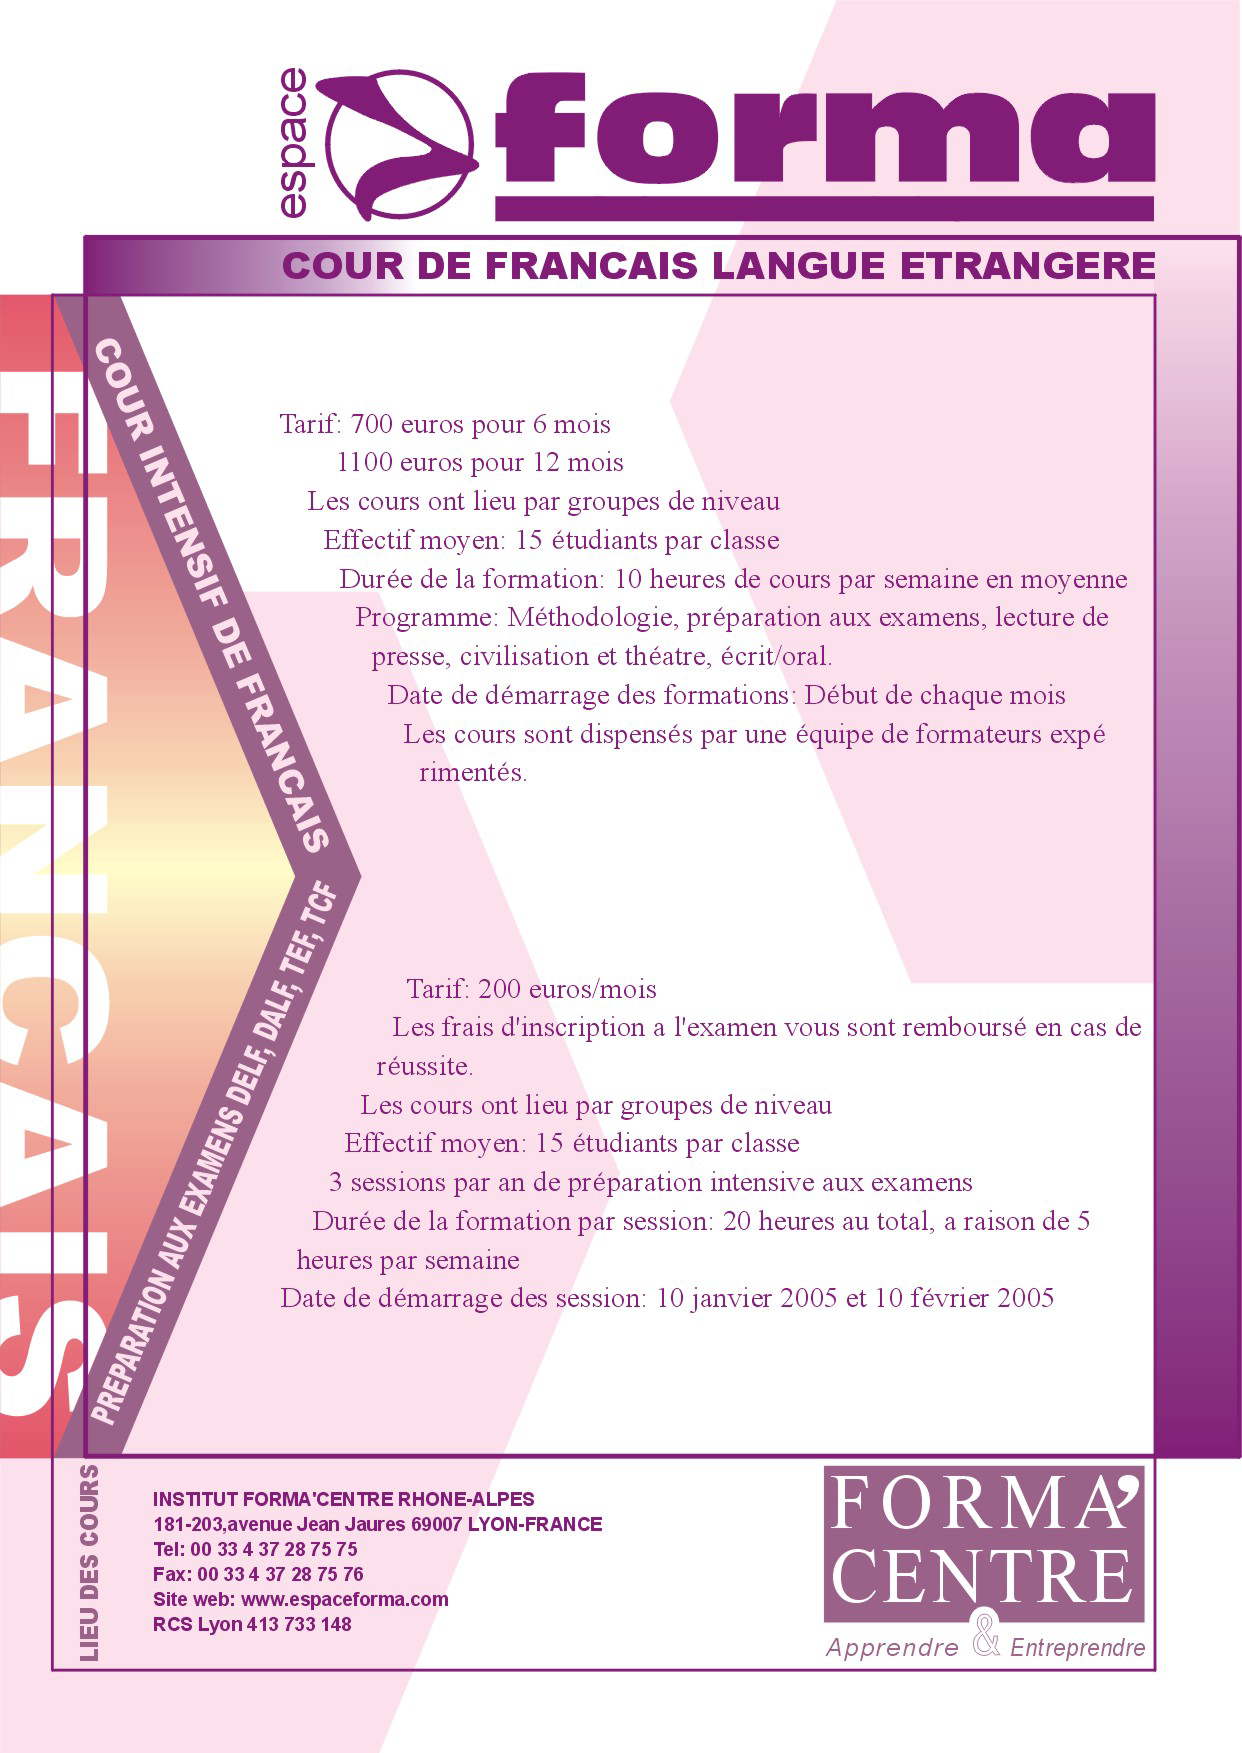 espace
forma
COUR DE FRANCAIS LANGUE ETRANGERE
FRANCAIS
COUR INTENSIF DE FRANCAIS
Tarif: 700 euros pour 6 mois
1100 euros pour 12 mois
Les cours ont lieu par groupes de niveau
Effectif moyen: 15 étudiants par classe
Durée de la formation: 10 heures de cours par semaine en moyenne
Programme: Méthodologie, préparation aux examens, lecture de
presse, civilisation et théatre, écrit/oral.
Date de démarrage des formations: Début de chaque mois
Les cours sont dispensés par une équipe de formateurs expé
rimentés.
PREPARATION AUX EXAMENS DELF, DALF, TEF, TCF
Tarif: 200 euros/mois
Les frais d'inscription a l'examen vous sont remboursé en cas de
réussite.
Les cours ont lieu par groupes de niveau
Effectif moyen: 15 étudiants par classe
3 sessions par an de préparation intensive aux examens
Durée de la formation par session: 20 heures au total, a raison de 5
heures par semaine
Date de démarrage des session: 10 janvier 2005 et 10 février 2005
LIEU DES COURS
INSTITUT FORMA'CENTRE RHONE-ALPES
181-203,avenue Jean Jaures 69007 LYON-FRANCE
Tel: 00 33 4 37 28 75 75
Fax: 00 33 4 37 28 75 76
Site web: www.espaceforma.com
RCS Lyon 413 733 148
FORMA'
CENTRE
Apprendre & Entreprendre